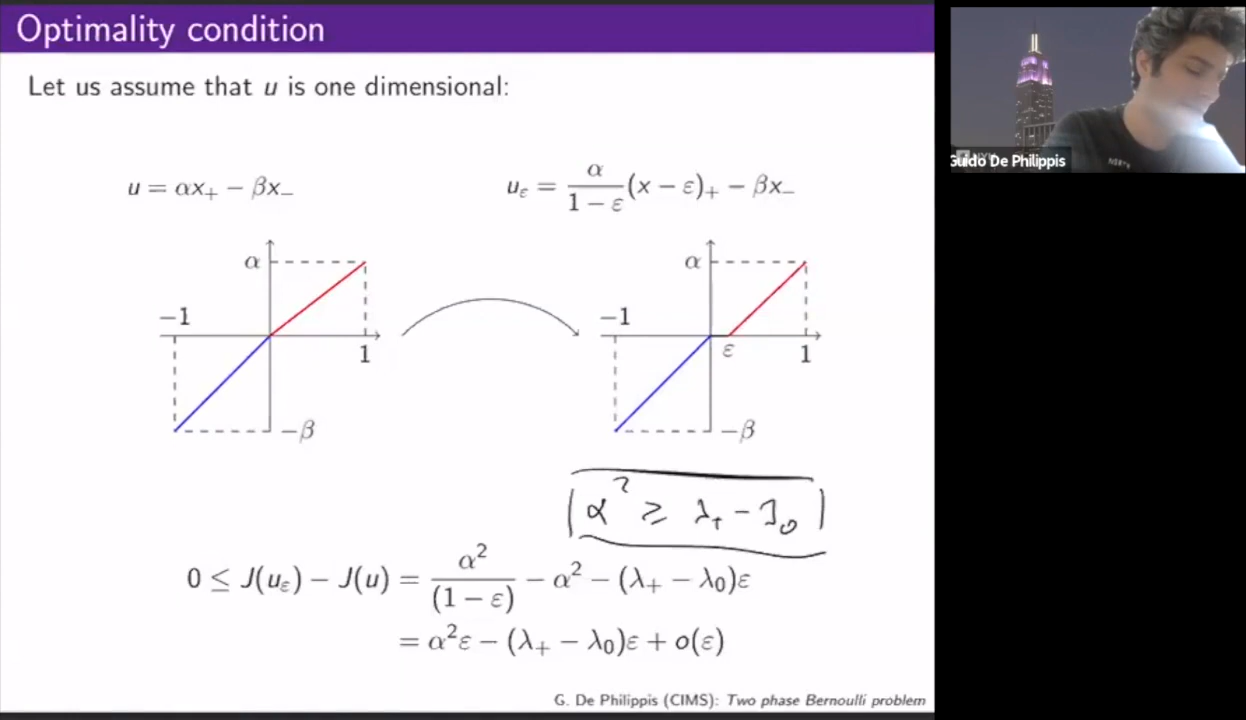 Optimality condition
Let us assume that u is one dimensional:
u = αx₊ − βx₋
u_ε = α/(1 − ε) (x − ε)₊ − βx₋
α
−1
1
−β
α
−1
ε
1
−β
α² ≥ λ₊ − λ₀
0 ≤ J(u_ε) − J(u) = α²/(1 − ε) − α² − (λ₊ − λ₀)ε
= α²ε − (λ₊ − λ₀)ε + o(ε)
G. De Philippis (CIMS): Two phase Bernoulli problem
Guido De Philippis